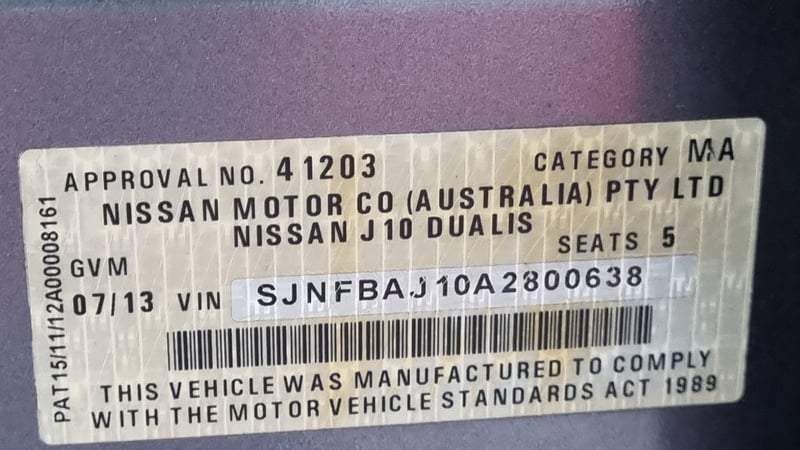 APPROVAL NO. 41203 CATEGORY MA
NISSAN MOTOR CO (AUSTRALIA) PTY LTD
NISSAN J10 DUALIS
SEATS 5
GVM
07/13 VIN SJNFBAJ10A2800638
THIS VEHICLE WAS MANUFACTURED TO COMPLY
WITH THE MOTOR VEHICLE STANDARDS ACT 1989
PAT15/11/12A00008161